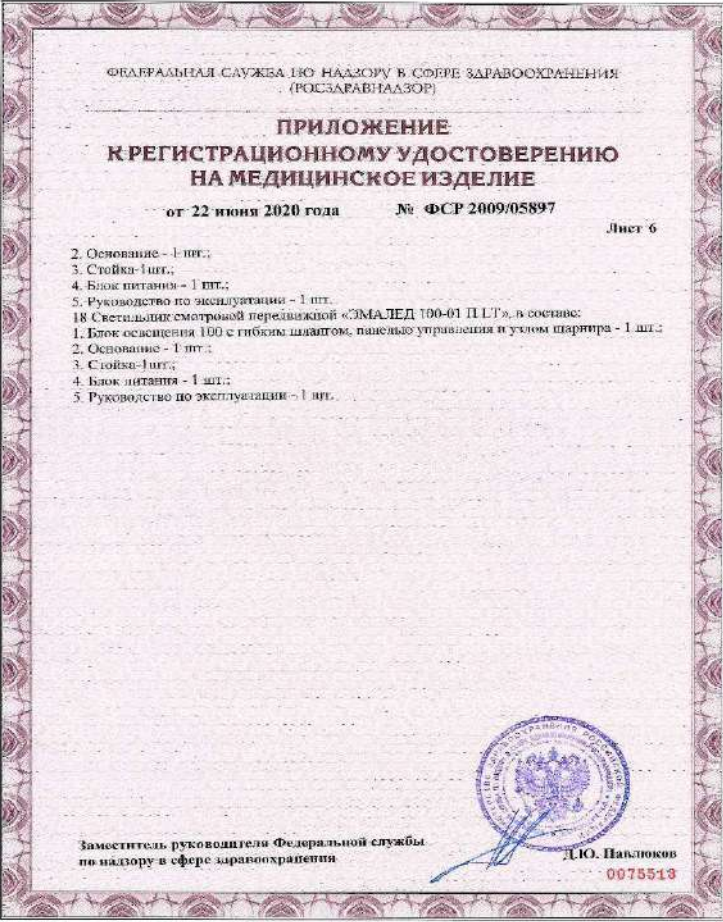 ФЕДЕРАЛЬНАЯ СЛУЖБА ПО НАДЗОРУ В СФЕРЕ ЗДРАВООХРАНЕНИЯ
(РОСЗДРАВНАДЗОР)
ПРИЛОЖЕНИЕ
К РЕГИСТРАЦИОННОМУ УДОСТОВЕРЕНИЮ
НА МЕДИЦИНСКОЕ ИЗДЕЛИЕ
от 22 июня 2020 года № ФСР 2009/05897
Лист 6
2. Основание - 1 шт.;
3. Стойка-1шт.;
4. Блок питания - 1 шт.;
5. Руководство по эксплуатации - 1 шт.
18 Светильник смотровой передвижной «ЭМАЛЕД 100-01 П LT», в составе:
1. Блок освещения 100 с гибким шлангом, панелью управления и узлом шарнира - 1 шт.;
2. Основание - 1 шт.;
3. Стойка-1шт.;
4. Блок питания - 1 шт.;
5. Руководство по эксплуатации - 1 шт.
Заместитель руководителя Федеральной службы
по надзору в сфере здравоохранения
Д.Ю. Павлюков
0075513